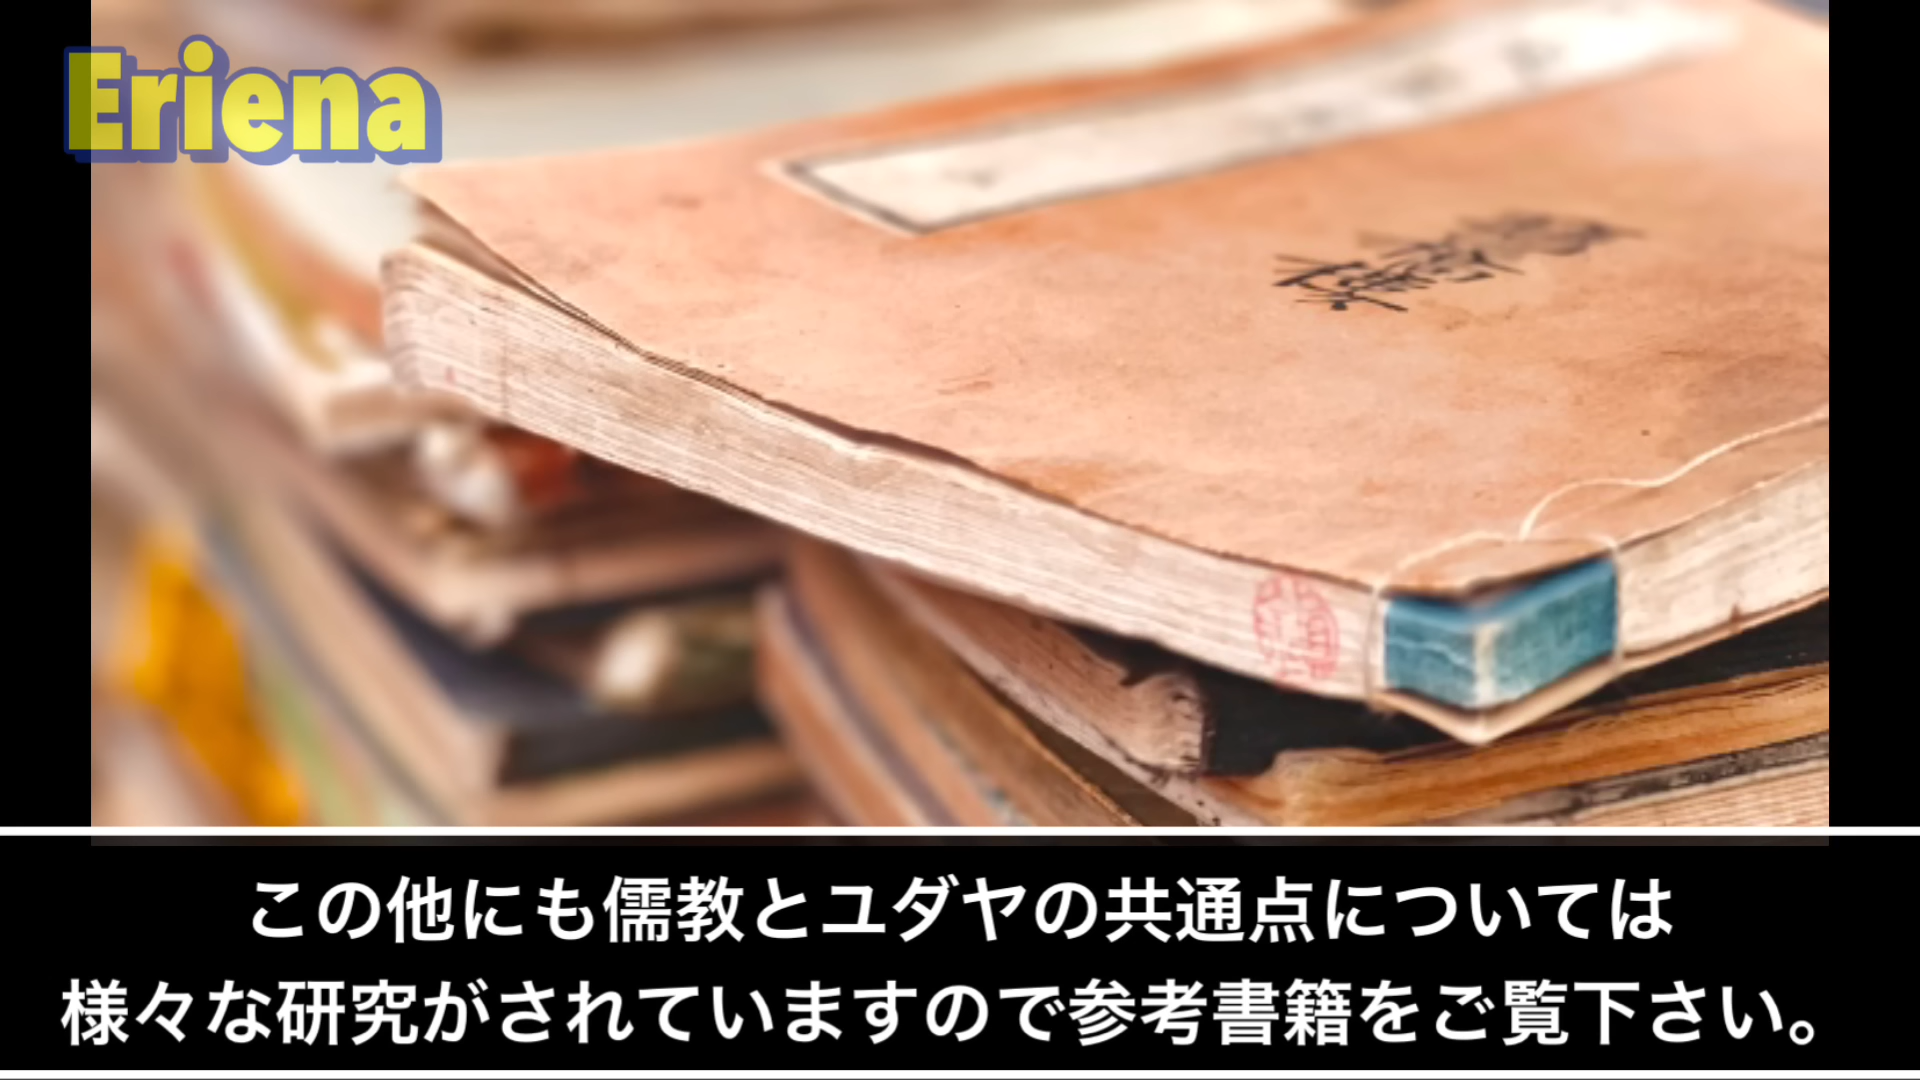 Eriena
この他にも儒教とユダヤの共通点については
様々な研究がされていますので参考書籍をご覧下さい。